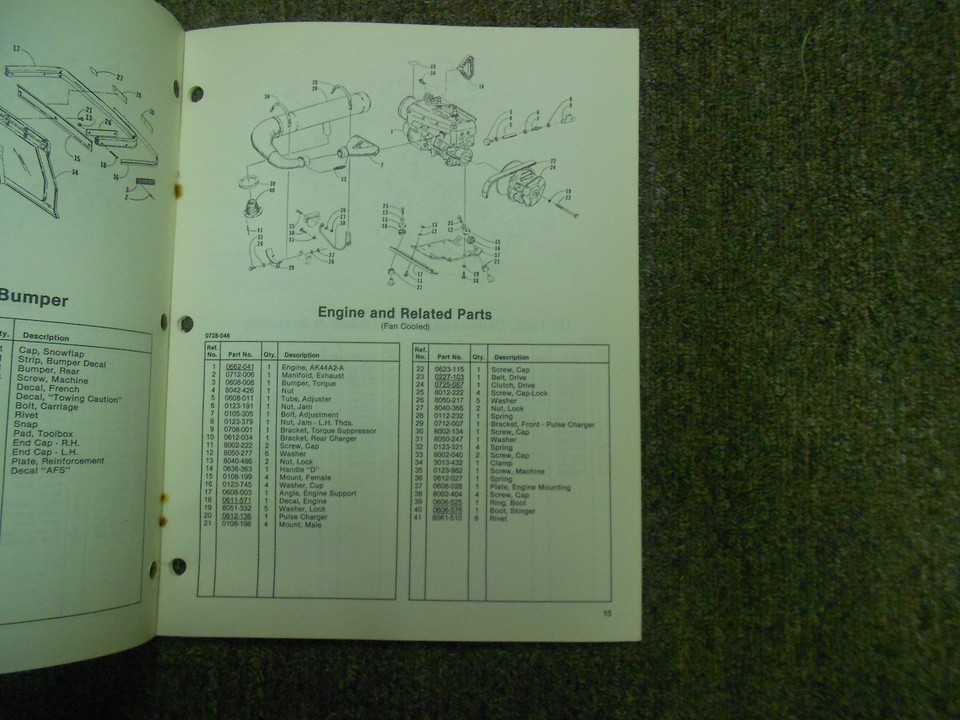 Bumper
ty. Description
Cap, Snowflap
Strip, Bumper Decal
Bumper, Rear
Screw, Machine
Decal, French
Decal, "Towing Caution"
Bolt, Carriage
Rivet
Snap
Pad, Toolbox
End Cap - R.H.
End Cap - L.H.
Plate, Reinforcement
Decal "AFS"
Engine and Related Parts
(Fan Cooled)
0728-046
Ref. No. Part No. Qty. Description
1 0662-041 1 Engine, AK44A2-A
2 0712-006 1 Manifold, Exhaust
3 0608-008 1 Bumper, Torque
4 8042-426 1 Nut
5 0608-011 1 Tube, Adjuster
6 0123-191 1 Nut, Jam
7 0105-305 1 Bolt, Adjustment
8 0123-379 1 Nut, Jam - L.H. Thds.
9 0708-001 1 Bracket, Torque Suppressor
10 0612-034 1 Bracket, Rear Charger
11 8002-222 2 Screw, Cap
12 8050-277 6 Washer
13 8040-486 2 Nut, Lock
14 0636-363 1 Handle "D"
15 0106-199 4 Mount, Female
16 0123-745 4 Washer, Cup
17 0608-003 1 Angle, Engine Support
18 0611-571 1 Decal, Engine
19 8051-332 5 Washer, Lock
20 0612-136 1 Pulse Charger
21 0108-198 4 Mount, Male
Ref. No. Part No. Qty. Description
22 0623-115 1 Screw, Cap
23 0227-103 1 Belt, Drive
24 0725-087 1 Clutch, Drive
25 8012-222 4 Screw, Cap-Lock
26 8050-217 5 Washer
27 8040-366 2 Nut, Lock
28 0112-232 1 Spring
29 0712-007 1 Bracket, Front - Pulse Charger
30 8002-134 1 Screw, Cap
31 8050-247 1 Washer
32 0123-321 4 Spring
33 8002-040 2 Screw, Cap
34 3013-432 1 Clamp
35 0123-982 1 Screw, Machine
36 0612-027 1 Spring
37 0608-028 1 Plate, Engine Mounting
38 8002-404 4 Screw, Cap
39 0606-525 1 Ring, Boot
40 0606-576 1 Boot, Stinger
41 8061-510 6 Rivet
15